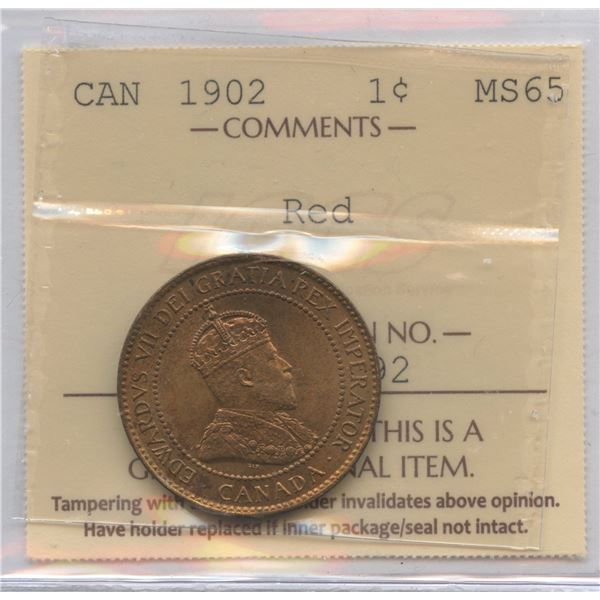 CAN 1902 1¢ MS65
—COMMENTS—
Red
NO. —
92
THIS IS A
G AL ITEM.
Tampering with der invalidates above opinion.
Have holder replaced if inner package/seal not intact.
EDWARDVS VII DEI GRATIA REX IMPERATOR
CANADA